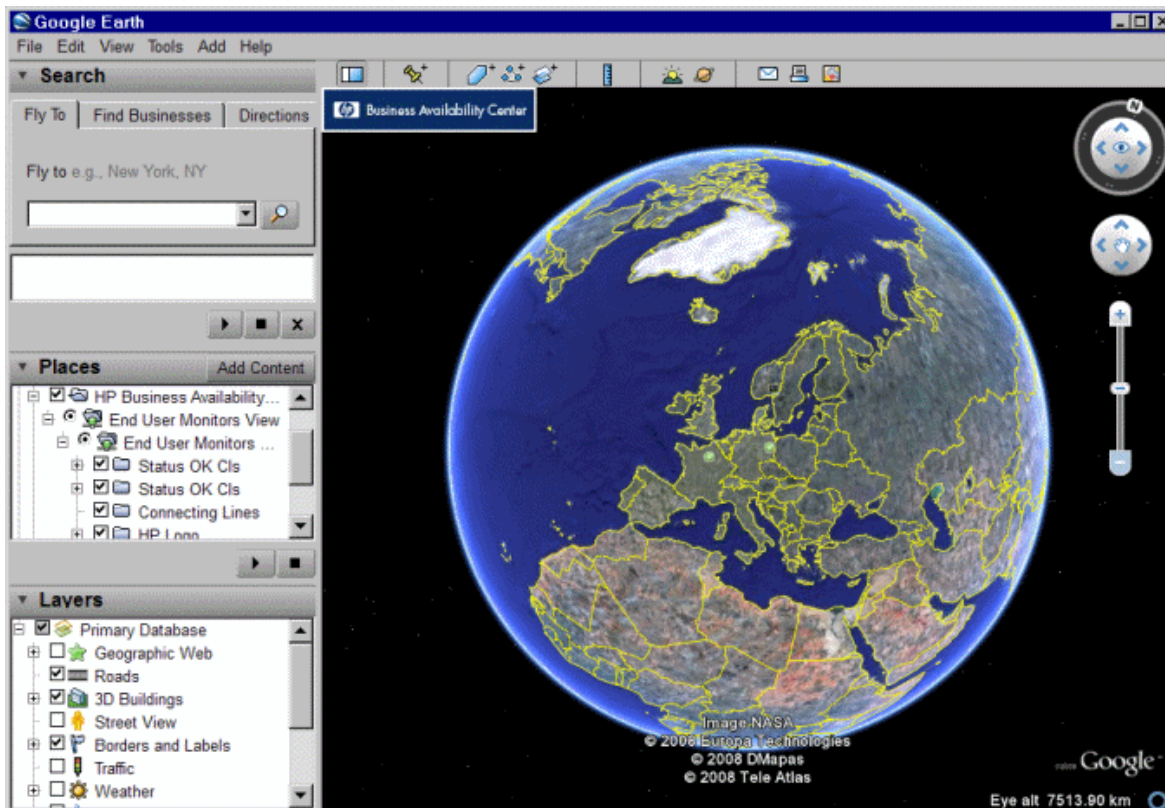 Google Earth
File Edit View Tools Add Help
Search
Fly To Find Businesses Directions
Fly to e.g., New York, NY
Places Add Content
HP Business Availability...
End User Monitors View
End User Monitors ...
Status OK CIs
Status OK CIs
Connecting Lines
HP Logo
Layers
Primary Database
Geographic Web
Roads
3D Buildings
Street View
Borders and Labels
Traffic
Weather
hp Business Availability Center
N
Image NASA
© 2008 Europa Technologies
© 2008 DMapas
© 2008 Tele Atlas
Google
Eye alt 7513.90 km